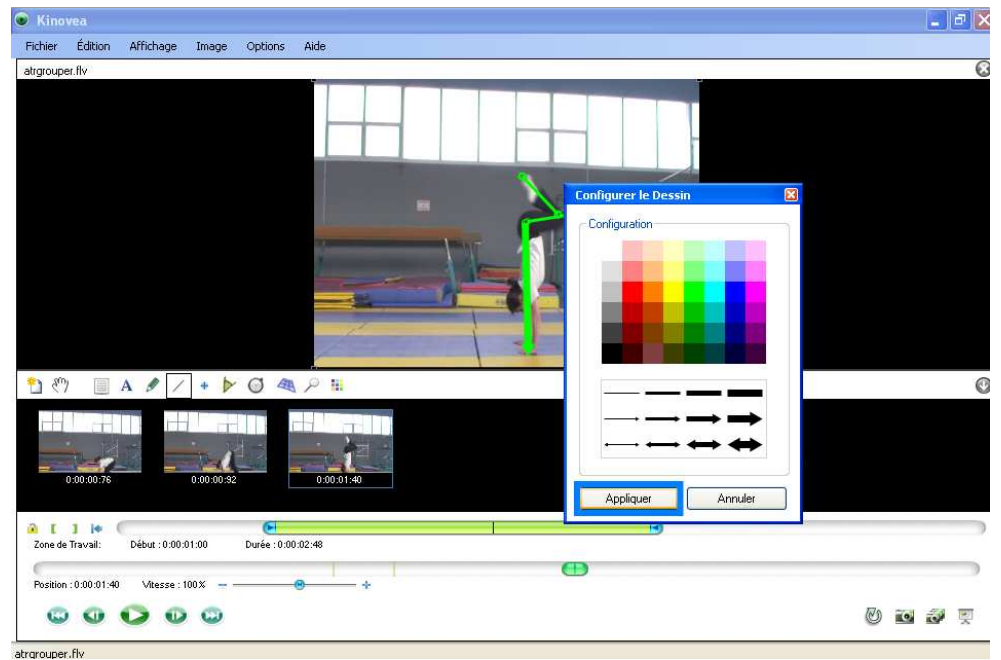 Kinovea
Fichier Édition Affichage Image Options Aide
atrgrouper.flv
Configurer le Dessin
Configuration
A
0:00:00:76 0:00:00:92 0:00:01:40
Appliquer Annuler
Zone de Travail: Début : 0:00:01:00 Durée : 0:00:02:48
Position : 0:00:01:40 Vitesse : 100%
atrgrouper.flv